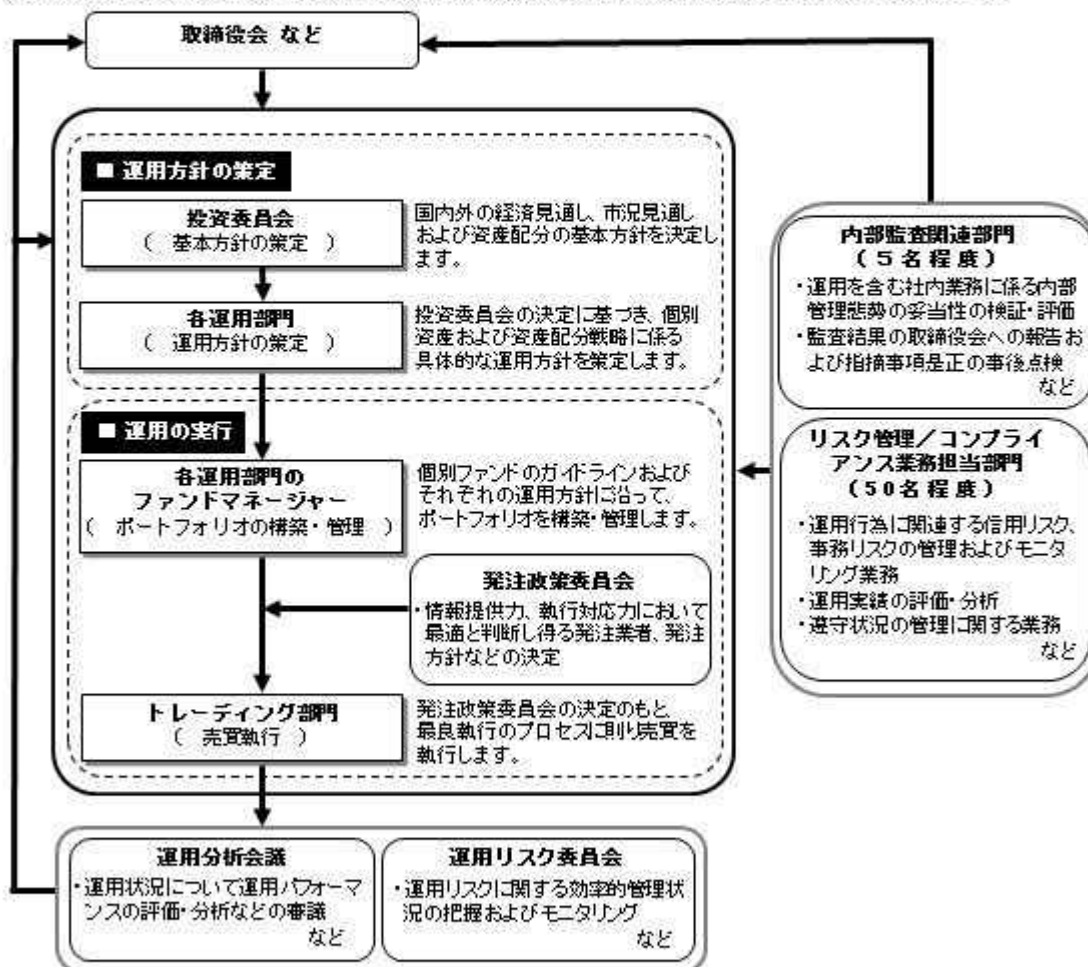 取締役会 など
■ 運用方針の策定
投資委員会
( 基本方針の策定 )
国内外の経済見通し、市況見通し
および資産配分の基本方針を決定し
ます。
各運用部門
( 運用方針の策定 )
投資委員会の決定に基づき、個別
資産および資産配分戦略に係る
具体的な運用方針を策定します。
■ 運用の実行
各運用部門の
ファンドマネージャー
( ポートフォリオの構築・管理 )
個別ファンドのガイドラインおよび
それぞれの運用方針に沿って、
ポートフォリオを構築・管理します。
発注政策委員会
・情報提供力、執行対応力において
最適と判断し得る発注業者、発注
方針などの決定
トレーディング部門
( 売買執行 )
発注政策委員会の決定のもと、
最良執行のプロセスに則り売買を
執行します。
運用分析会議
・運用状況について運用パフォーマ
ンスの評価・分析などの審議
など
運用リスク委員会
・運用リスクに関する効率的管理状
況の把握およびモニタリング
など
内部監査関連部門
(5名程度)
・運用を含む社内業務に係る内部
管理態勢の妥当性の検証・評価
・監査結果の取締役会への報告お
よび指摘事項是正の事後点検
など
リスク管理/コンプライ
アンス業務担当部門
(50名程度)
・運用行為に関連する信用リスク、
事務リスクの管理およびモニタ
リング業務
・運用実績の評価・分析
・遵守状況の管理に関する業務
など